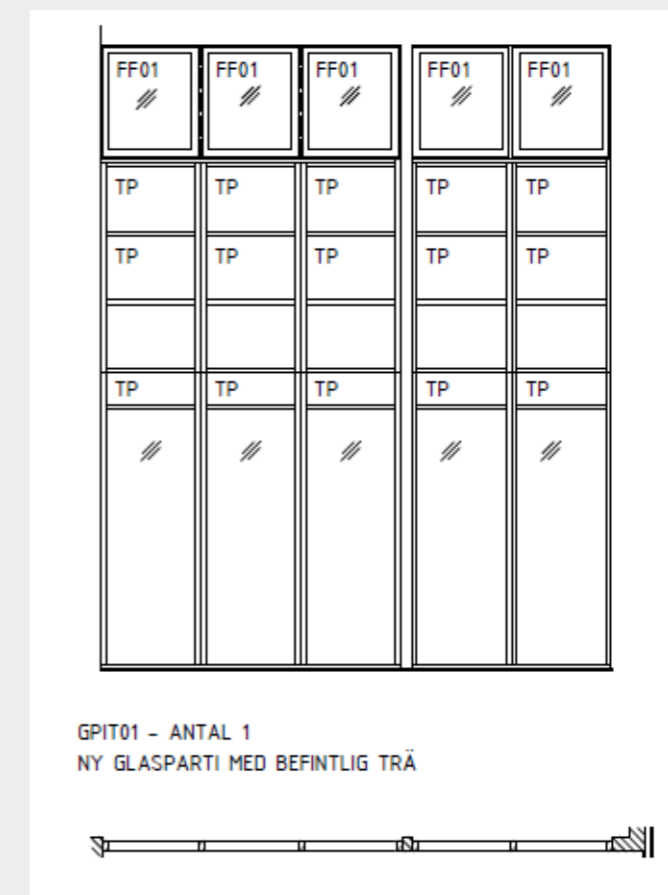 FF01 FF01 FF01 FF01 FF01
TP TP TP TP TP
TP TP TP TP TP
TP TP TP TP TP
GPIT01 - ANTAL 1
NY GLASPARTI MED BEFINTLIG TRÄ